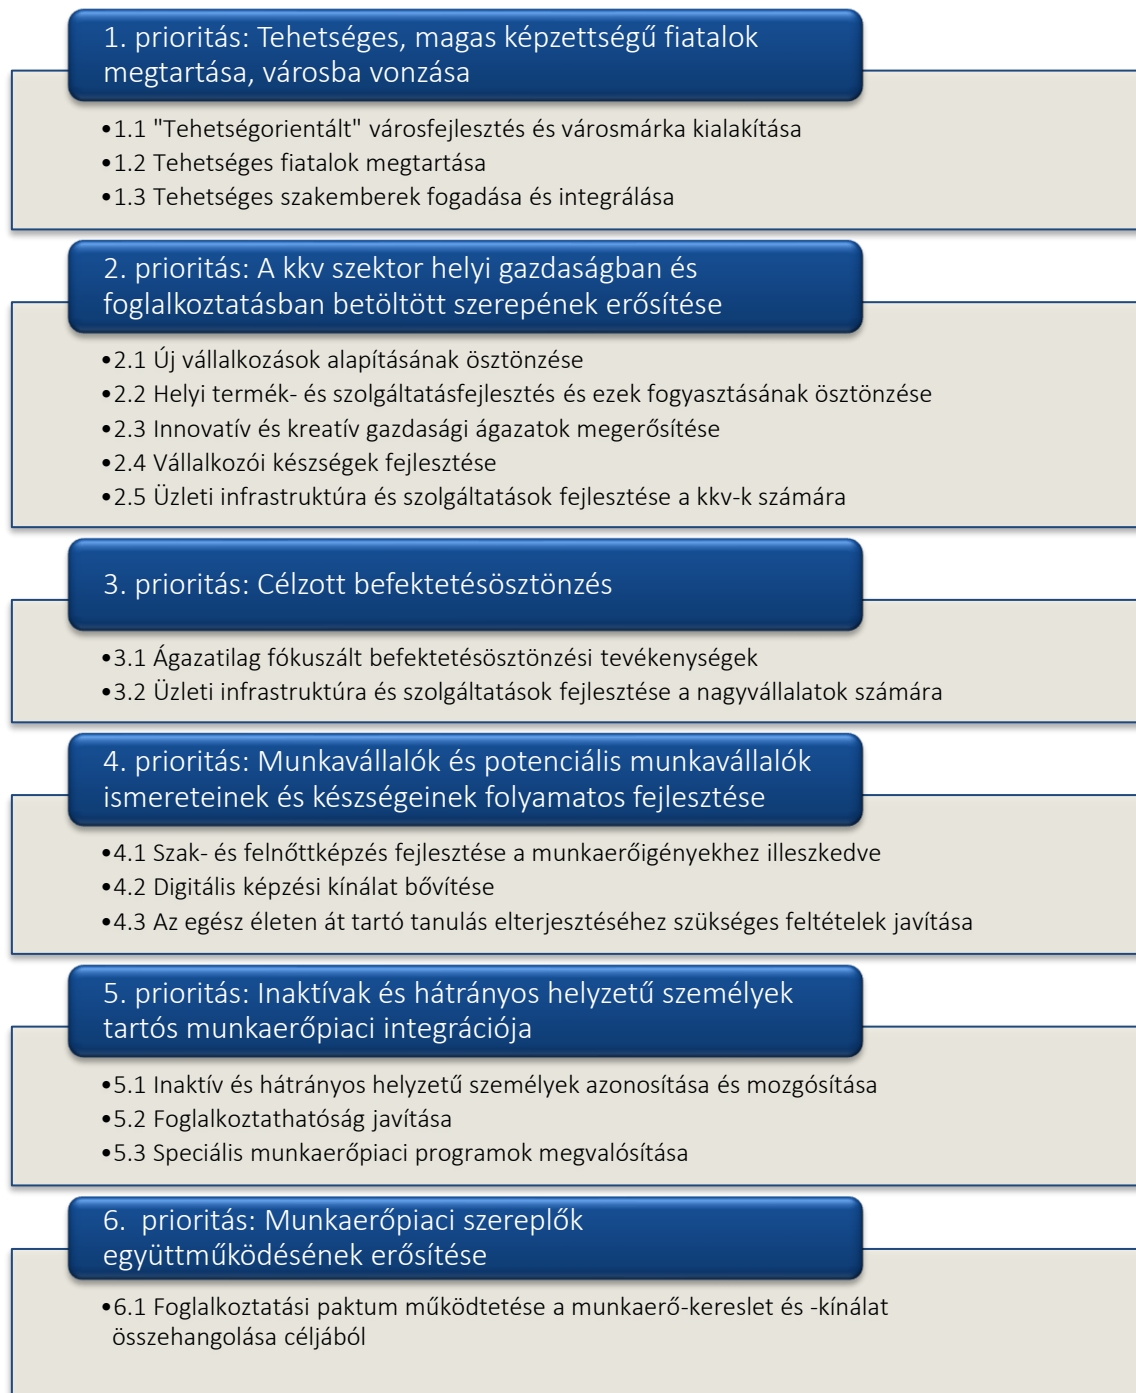 1. prioritás: Tehetséges, magas képzettségű fiatalok
megtartása, városba vonzása
•1.1 "Tehetségorientált" városfejlesztés és városmárka kialakítása
•1.2 Tehetséges fiatalok megtartása
•1.3 Tehetséges szakemberek fogadása és integrálása
2. prioritás: A kkv szektor helyi gazdaságban és
foglalkoztatásban betöltött szerepének erősítése
•2.1 Új vállalkozások alapításának ösztönzése
•2.2 Helyi termék- és szolgáltatásfejlesztés és ezek fogyasztásának ösztönzése
•2.3 Innovatív és kreatív gazdasági ágazatok megerősítése
•2.4 Vállalkozói készségek fejlesztése
•2.5 Üzleti infrastruktúra és szolgáltatások fejlesztése a kkv-k számára
3. prioritás: Célzott befektetésösztönzés
•3.1 Ágazatilag fókuszált befektetésösztönzési tevékenységek
•3.2 Üzleti infrastruktúra és szolgáltatások fejlesztése a nagyvállalatok számára
4. prioritás: Munkavállalók és potenciális munkavállalók
ismereteinek és készségeinek folyamatos fejlesztése
•4.1 Szak- és felnőttképzés fejlesztése a munkaerőigényekhez illeszkedve
•4.2 Digitális képzési kínálat bővítése
•4.3 Az egész életen át tartó tanulás elterjesztéséhez szükséges feltételek javítása
5. prioritás: Inaktívak és hátrányos helyzetű személyek
tartós munkaerőpiaci integrációja
•5.1 Inaktív és hátrányos helyzetű személyek azonosítása és mozgósítása
•5.2 Foglalkoztathatóság javítása
•5.3 Speciális munkaerőpiaci programok megvalósítása
6.  prioritás: Munkaerőpiaci szereplők
együttműködésének erősítése
•6.1 Foglalkoztatási paktum működtetése a munkaerő-kereslet és -kínálat
összehangolása céljából